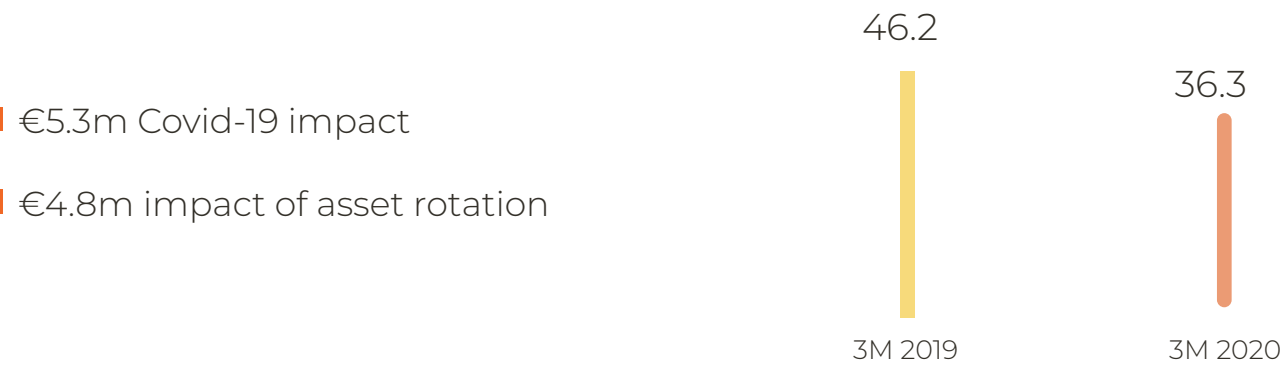 46.2
36.3
€5.3m Covid-19 impact
€4.8m impact of asset rotation
3M 2019
3M 2020